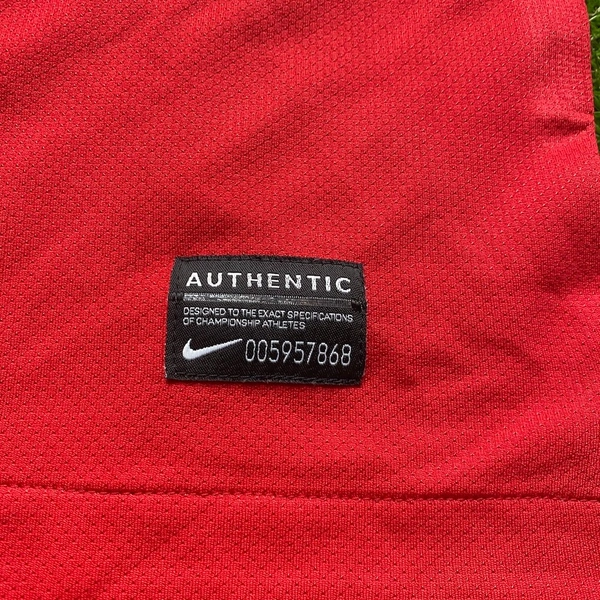 AUTHENTIC
DESIGNED TO THE EXACT SPECIFICATIONS
OF CHAMPIONSHIP ATHLETES
005957868